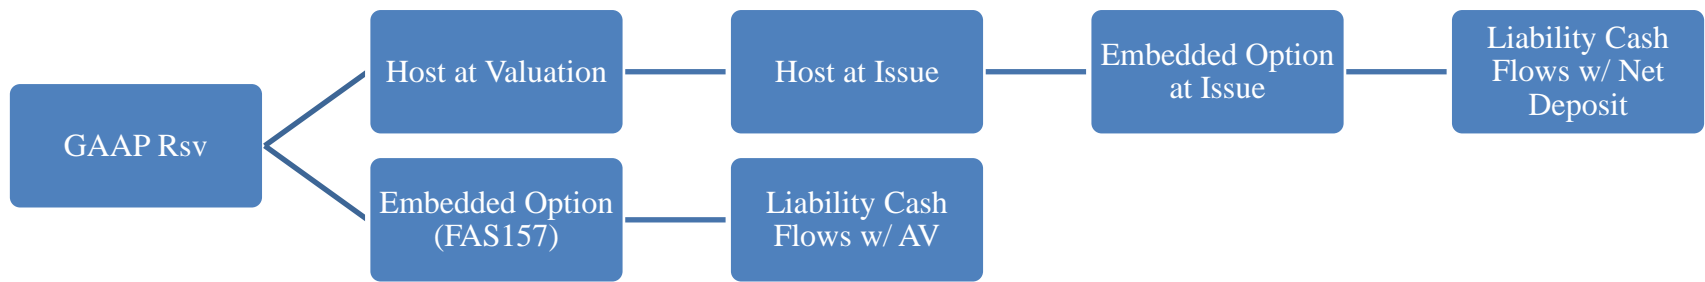 GAAP Rsv
Host at Valuation
Host at Issue
Embedded Option
at Issue
Liability Cash
Flows w/ Net
Deposit
Embedded Option
(FAS157)
Liability Cash
Flows w/ AV